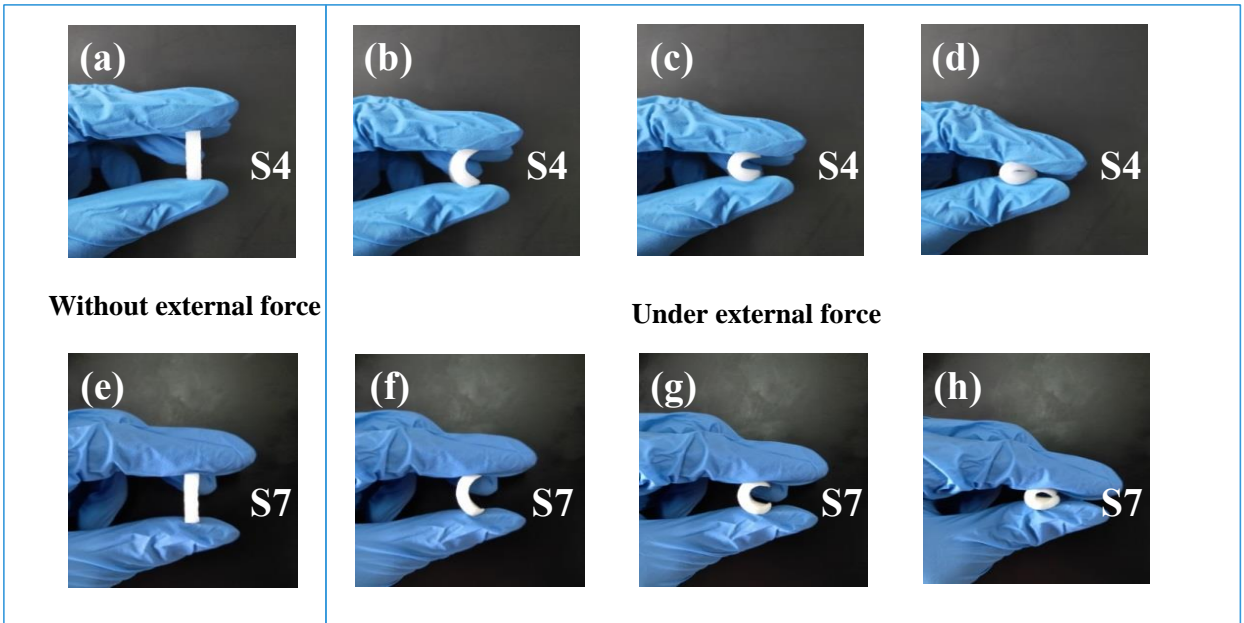 (a)
S4
(b)
S4
(c)
S4
(d)
S4
Without external force
Under external force
(e)
S7
(f)
S7
(g)
S7
(h)
S7